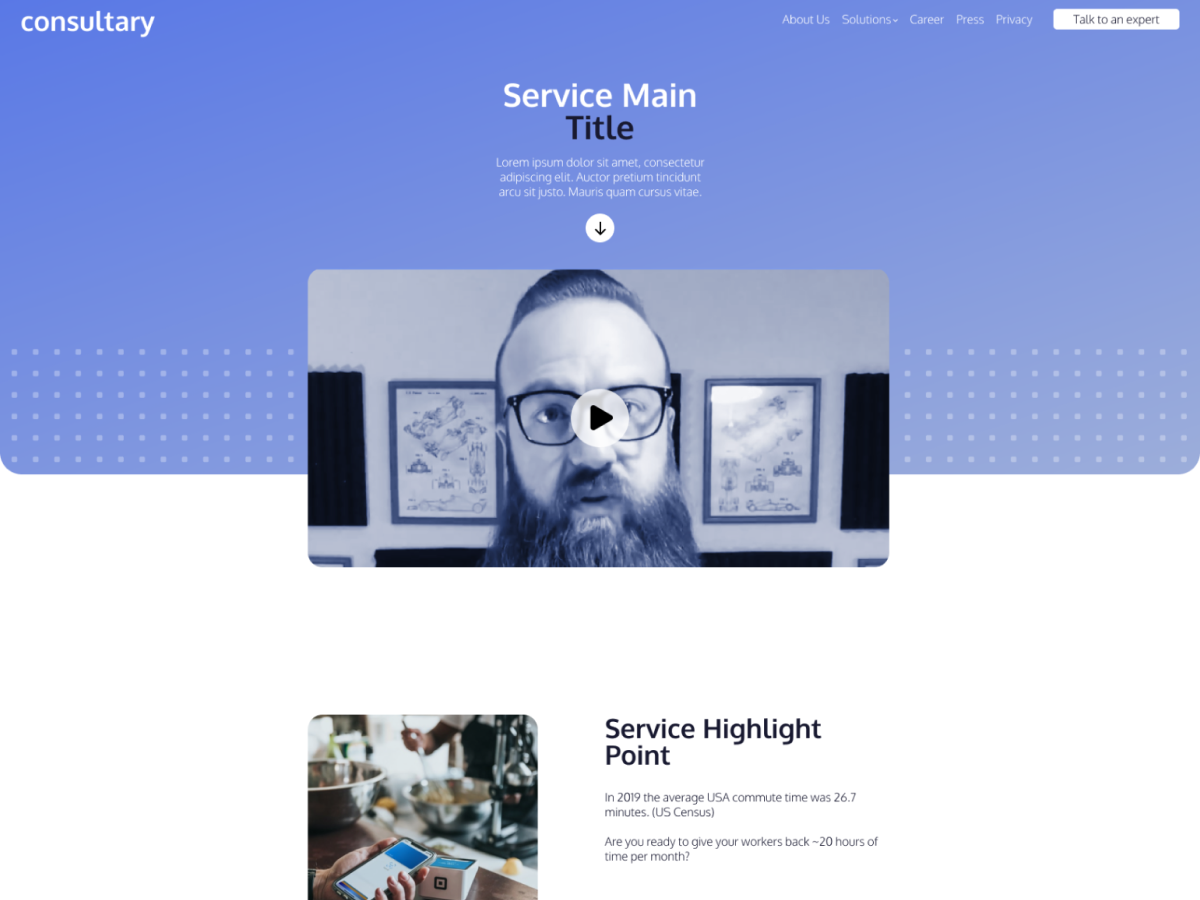 consultary
About Us Solutions Career Press Privacy Talk to an expert
Service Main
Title
Lorem ipsum dolor sit amet, consectetur
adipiscing elit. Auctor pretium tincidunt
arcu sit justo. Mauris quam cursus vitae.
Service Highlight
Point
In 2019 the average USA commute time was 26.7
minutes. (US Census)
Are you ready to give your workers back ~20 hours of
time per month?